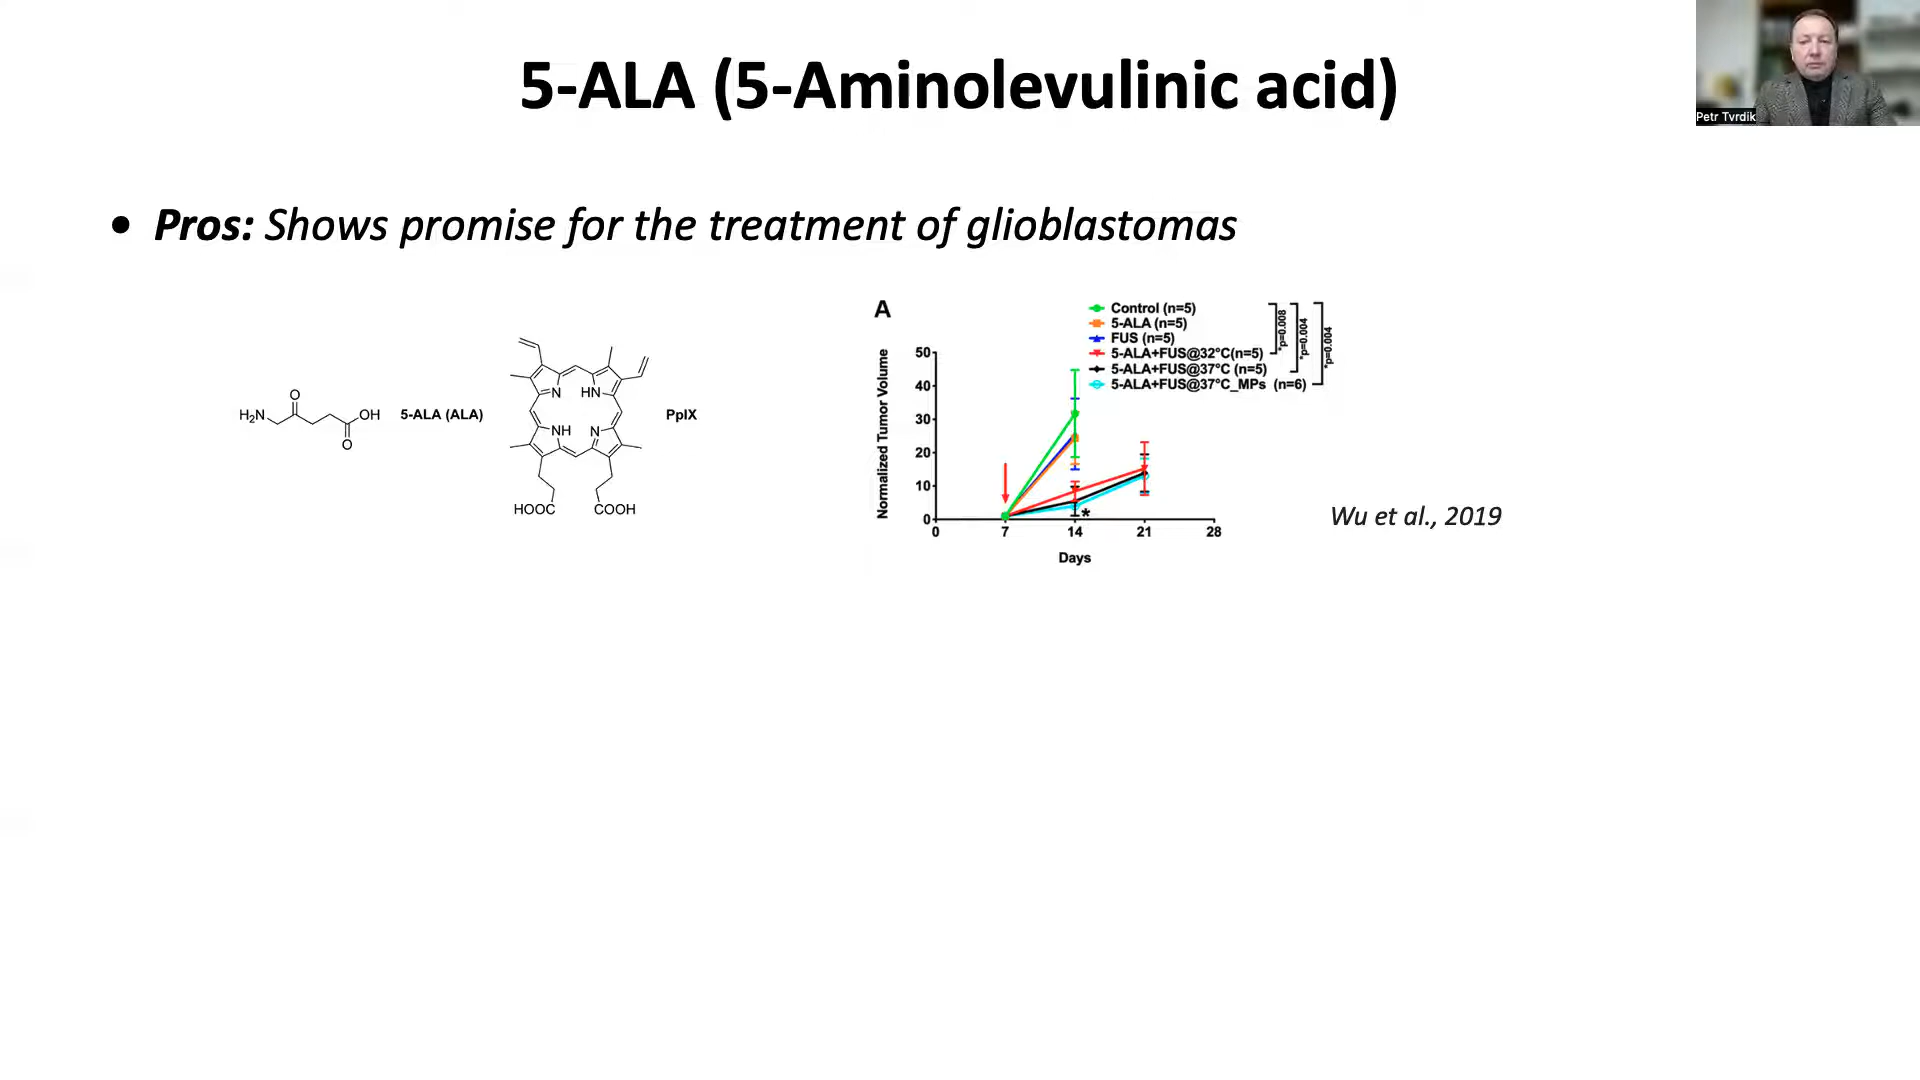 5-ALA (5-Aminolevulinic acid)
Petr Tvrdik
• Pros: Shows promise for the treatment of glioblastomas
H₂N
O
OH
O
5-ALA (ALA)
N
HN
NH
N
HOOC
COOH
PpIX
A
Control (n=5)
5-ALA (n=5)
FUS (n=5)
5-ALA+FUS@32°C(n=5)
5-ALA+FUS@37°C (n=5)
5-ALA+FUS@37°C_MPs (n=6)
*p=0.008
*p=0.004
*p=0.004
Normalized Tumor Volume
50
40
30
20
10
0
*
0
7
14
21
28
Days
Wu et al., 2019